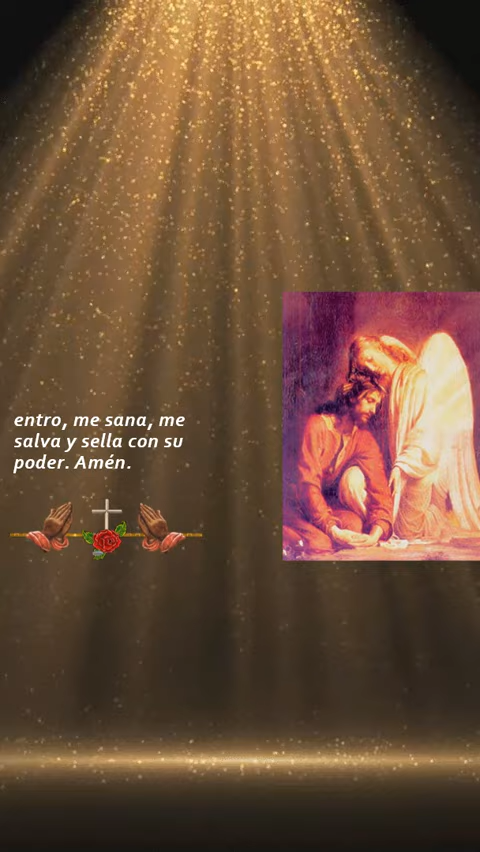 entro, me sana, me
salva y sella con su
poder. Amén.